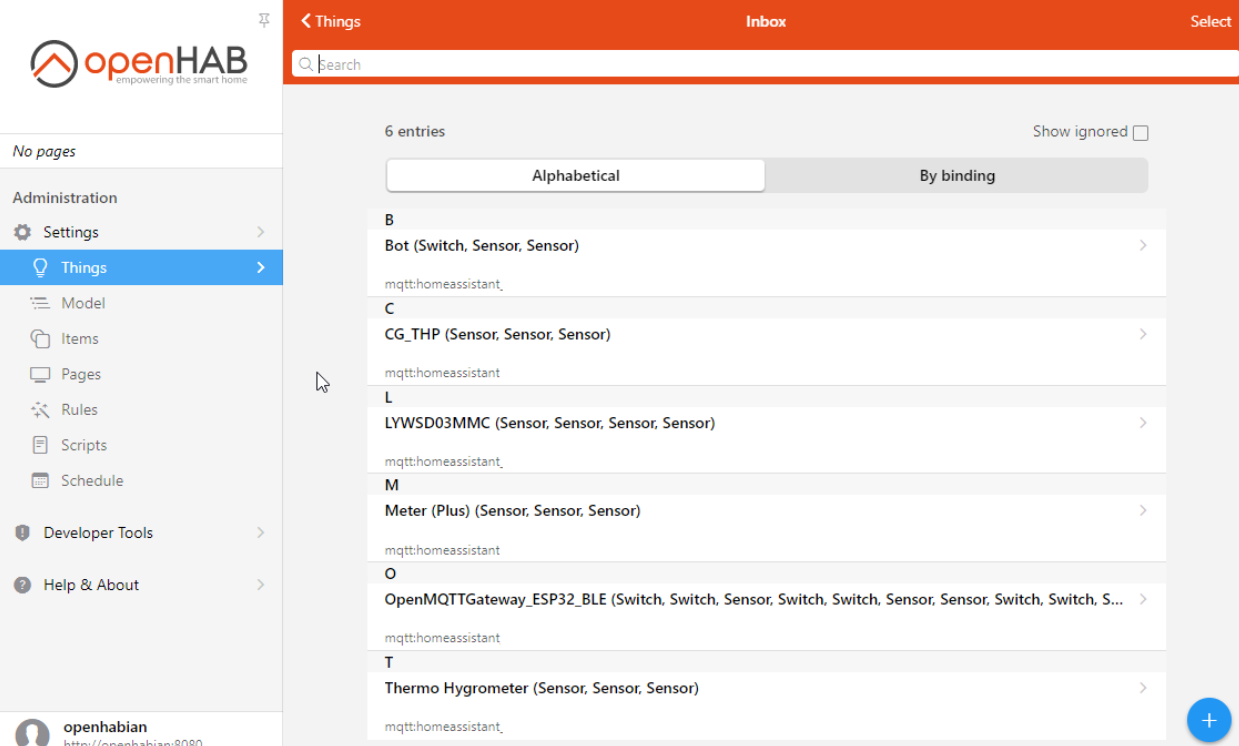 openHAB
empowering the smart home
No pages
Administration
Settings
Things
Model
Items
Pages
Rules
Scripts
Schedule
Developer Tools
Help & About
openhabian
http://openhabian:8080
Things
Inbox
Select
Search
6 entries
Show ignored
Alphabetical
By binding
B
Bot (Switch, Sensor, Sensor)
mqtt:homeassistant_
C
CG_THP (Sensor, Sensor, Sensor)
mqtt:homeassistant
L
LYWSD03MMC (Sensor, Sensor, Sensor, Sensor)
mqtt:homeassistant_
M
Meter (Plus) (Sensor, Sensor, Sensor)
mqtt:homeassistant
O
OpenMQTTGateway_ESP32_BLE (Switch, Switch, Sensor, Switch, Switch, Sensor, Sensor, Switch, Switch, S...
mqtt:homeassistant
T
Thermo Hygrometer (Sensor, Sensor, Sensor)
mqtt:homeassistant_